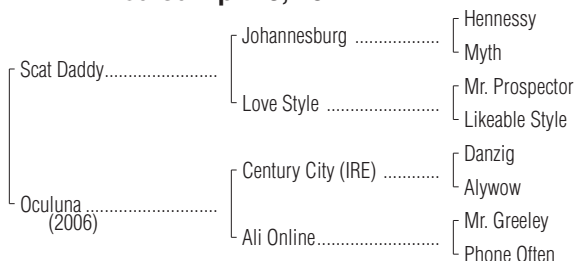 Hennessy
Johannesburg ...................
Myth
Scat Daddy.........................
Mr. Prospector
Love Style .........................
Likeable Style
Danzig
Century City (IRE) ............
Alywow
Oculuna .............................
(2006)
Mr. Greeley
Ali Online...........................
Phone Often